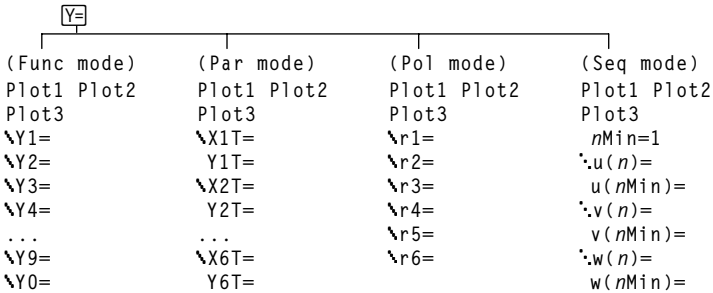 Y=
(Func mode) (Par mode) (Pol mode) (Seq mode)
Plot1 Plot2 Plot1 Plot2 Plot1 Plot2 Plot1 Plot2
Plot3 Plot3 Plot3 Plot3
\Y1= \X1T= \r1= nMin=1
\Y2= Y1T= \r2= ⋱u(n)=
\Y3= \X2T= \r3= u(nMin)=
\Y4= Y2T= \r4= ⋱v(n)=
... ... \r5= v(nMin)=
\Y9= \X6T= \r6= ⋱w(n)=
\Y0= Y6T= w(nMin)=